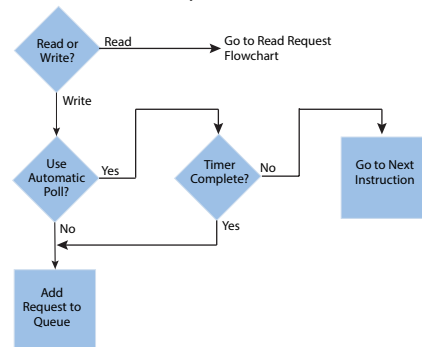 Read or
Write?
Read
Go to Read Request
Flowchart
Write
Use
Automatic
Poll?
Yes
Timer
Complete?
No
Go to Next
Instruction
No
Yes
Add
Request to
Queue